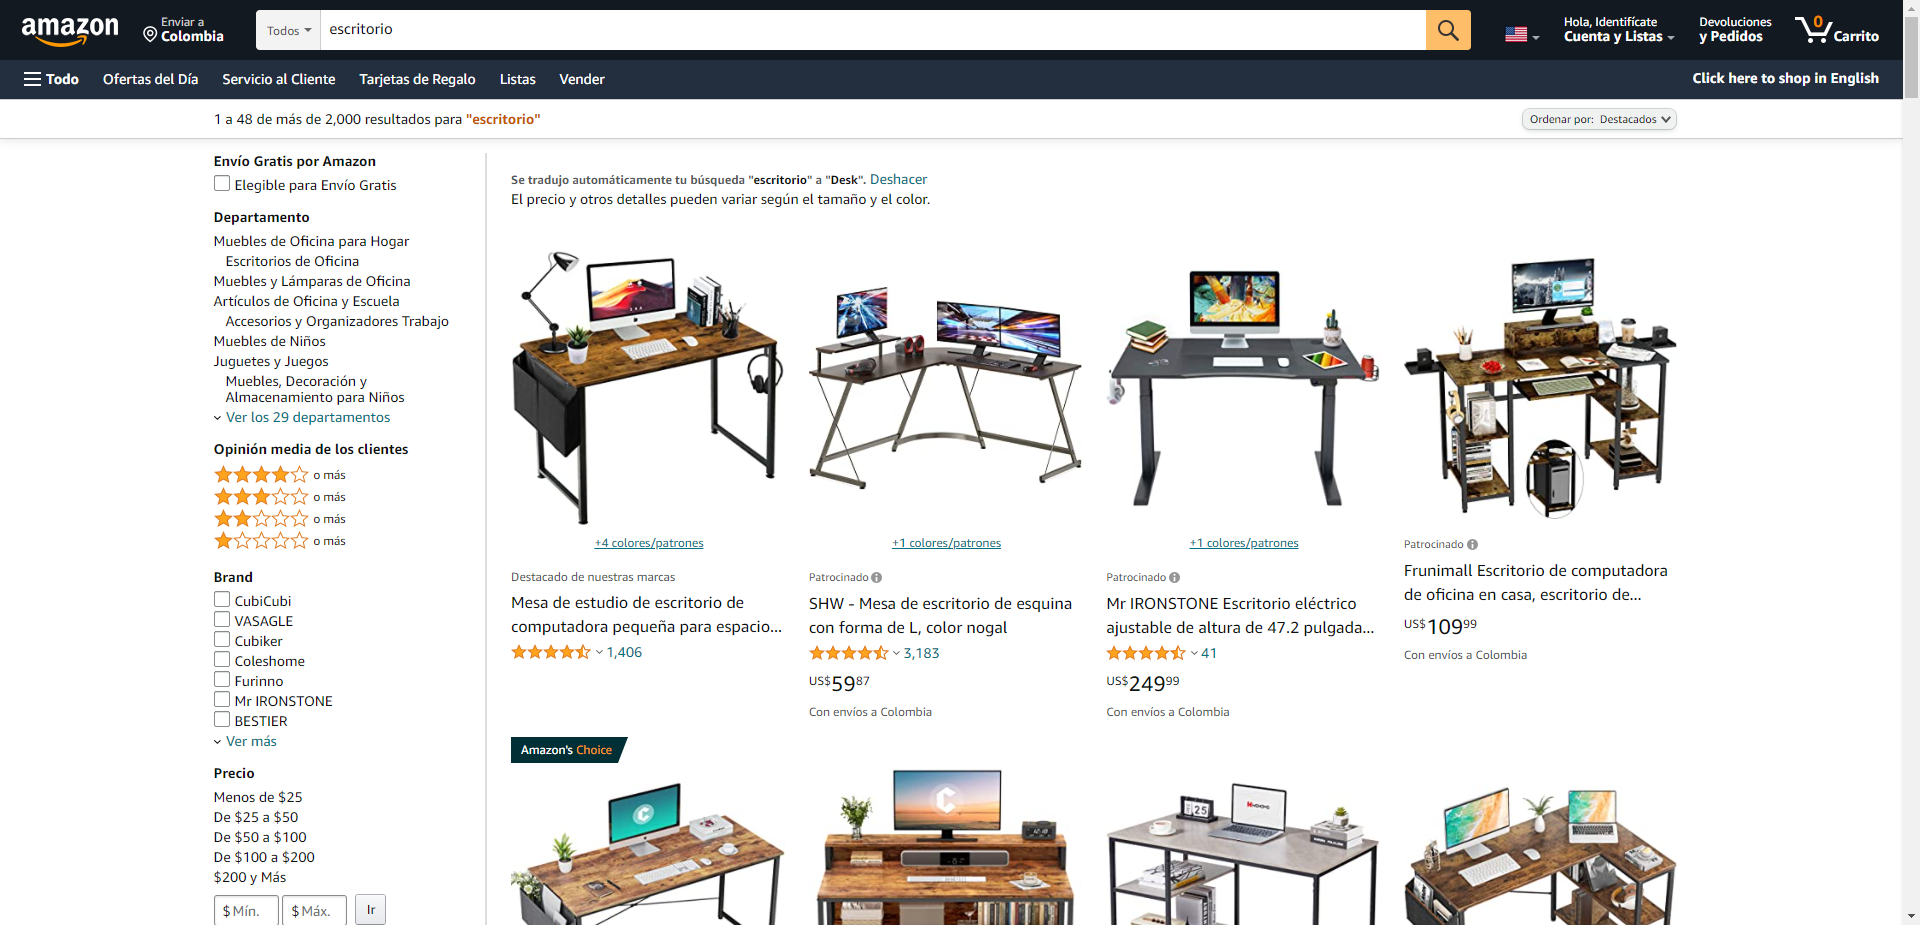 amazon
Enviar a
Colombia
Todos
escritorio
Hola, Identifícate
Cuenta y Listas
Devoluciones
y Pedidos
0
Carrito
Todo
Ofertas del Día
Servicio al Cliente
Tarjetas de Regalo
Listas
Vender
Click here to shop in English
1 a 48 de más de 2,000 resultados para "escritorio"
Ordenar por: Destacados
Envío Gratis por Amazon
Elegible para Envío Gratis
Departamento
Muebles de Oficina para Hogar
Escritorios de Oficina
Muebles y Lámparas de Oficina
Artículos de Oficina y Escuela
Accesorios y Organizadores Trabajo
Muebles de Niños
Juguetes y Juegos
Muebles, Decoración y
Almacenamiento para Niños
Ver los 29 departamentos
Opinión media de los clientes
o más
o más
o más
o más
Brand
CubiCubi
VASAGLE
Cubiker
Coleshome
Furinno
Mr IRONSTONE
BESTIER
Ver más
Precio
Menos de $25
De $25 a $50
De $50 a $100
De $100 a $200
$200 y Más
$ Mín.
$ Máx.
Ir
Se tradujo automáticamente tu búsqueda "escritorio" a "Desk". Deshacer
El precio y otros detalles pueden variar según el tamaño y el color.
+4 colores/patrones
Destacado de nuestras marcas
Mesa de estudio de escritorio de
computadora pequeña para espacio...
1,406
+1 colores/patrones
Patrocinado
SHW - Mesa de escritorio de esquina
con forma de L, color nogal
3,183
US$59 87
Con envíos a Colombia
+1 colores/patrones
Patrocinado
Mr IRONSTONE Escritorio eléctrico
ajustable de altura de 47.2 pulgada...
41
US$249 99
Con envíos a Colombia
Patrocinado
Frunimall Escritorio de computadora
de oficina en casa, escritorio de...
US$109 99
Con envíos a Colombia
Amazon's Choice
25